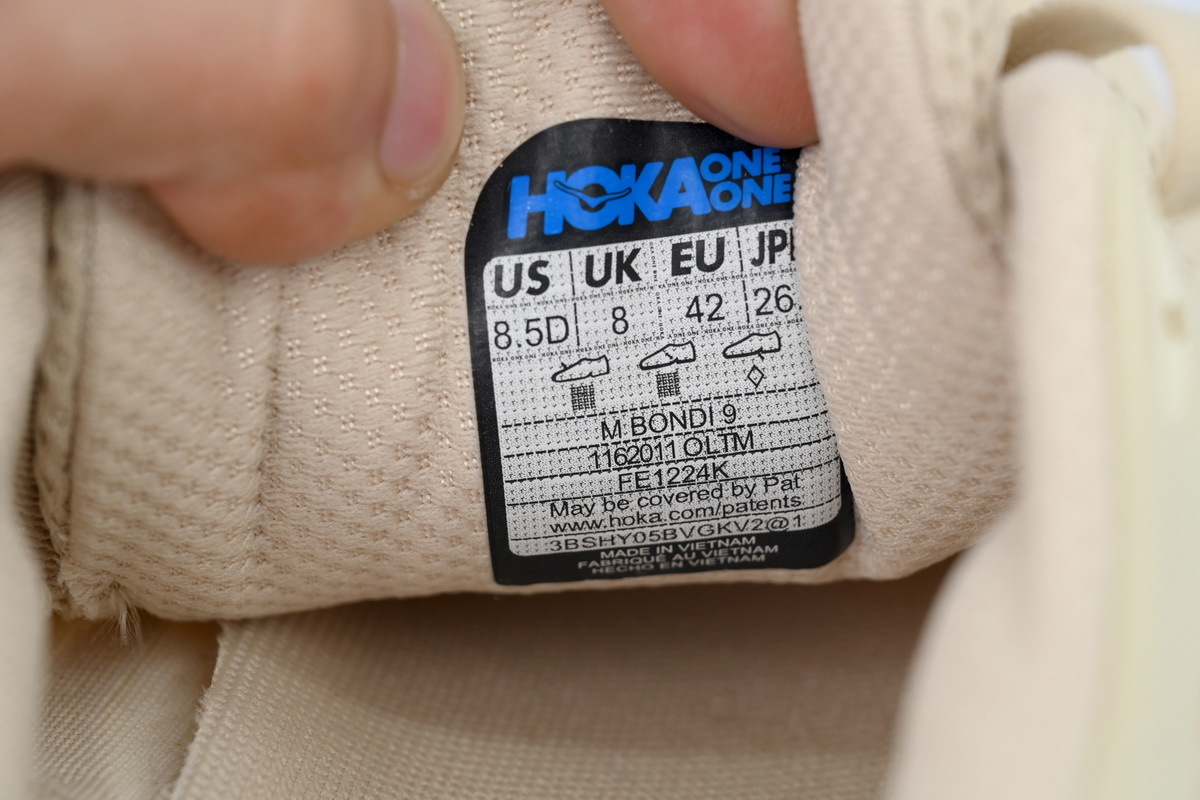 HOKA ONE ONE
US UK EU JP
8.5D 8 42 26.
M BONDI 9
1162011 OLTM
FE1224K
May be covered by Pat
www.hoka.com/patents
3BSHY05BVGKV2@1
MADE IN VIETNAM
FABRIQUÉ AU VIETNAM
HECHO EN VIETNAM